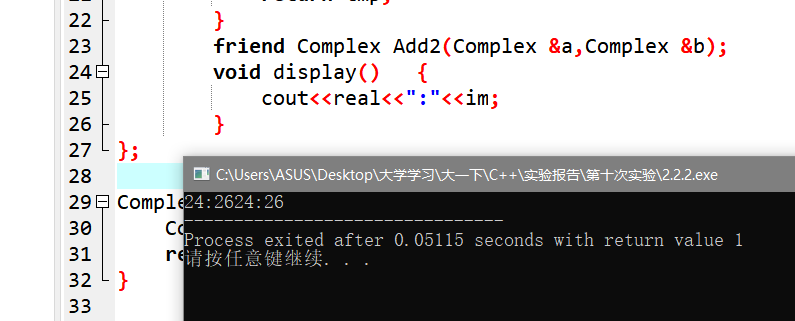 22 }
23 friend Complex Add2(Complex &a,Complex &b);
24 void display() {
25 cout<<real<<":"<<im;
26 }
27 };
28
C:\Users\ASUS\Desktop\大学学习\大一下\C++\实验报告\第十次实验\2.2.2.exe
29 Comple
24:2624:26
--------------------------------
30 Co
Process exited after 0.05115 seconds with return value 1
31 re
请按任意键继续. . .
32 }
33